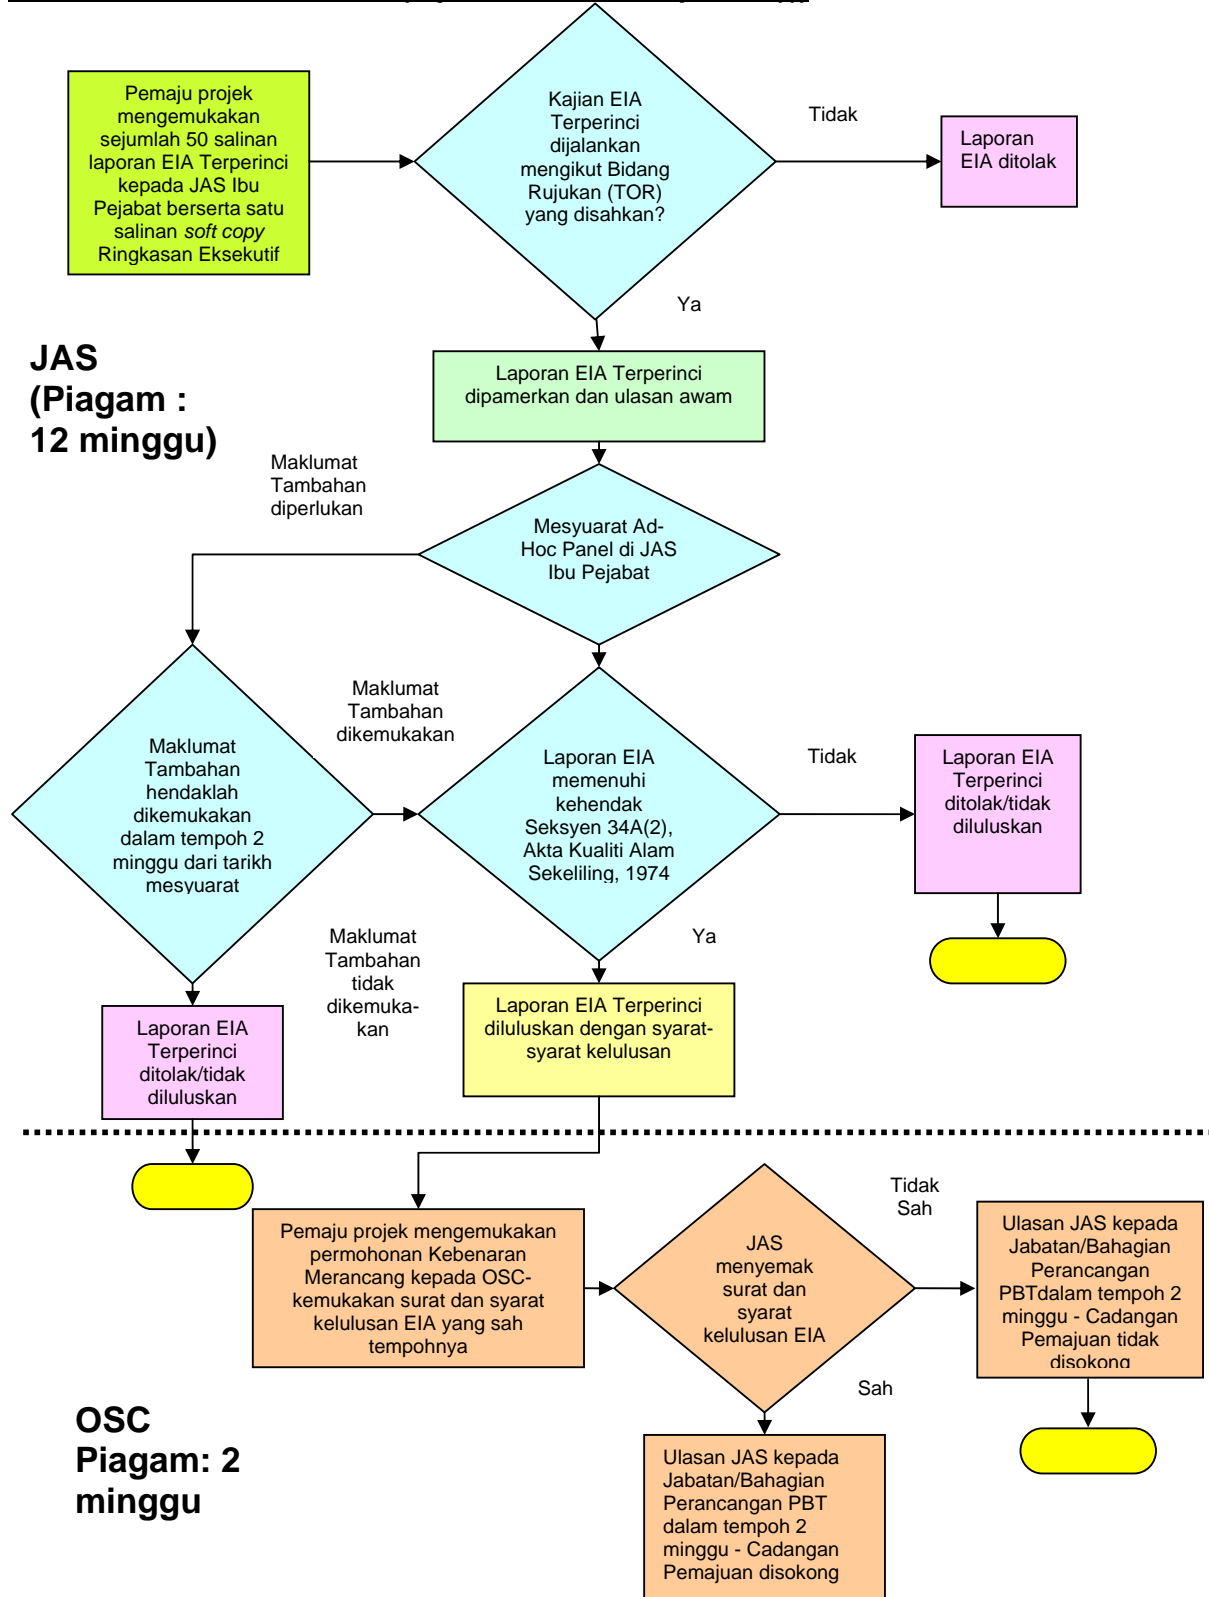 Pemaju projek
mengemukakan
sejumlah 50 salinan
laporan EIA Terperinci
kepada JAS Ibu
Pejabat berserta satu
salinan soft copy
Ringkasan Eksekutif
Kajian EIA
Terperinci
dijalankan
mengikut Bidang
Rujukan (TOR)
yang disahkan?
Tidak
Laporan
EIA ditolak
Ya
JAS
(Piagam :
12 minggu)
Laporan EIA Terperinci
dipamerkan dan ulasan awam
Maklumat
Tambahan
diperlukan
Mesyuarat Ad-
Hoc Panel di JAS
Ibu Pejabat
Maklumat
Tambahan
hendaklah
dikemukakan
dalam tempoh 2
minggu dari tarikh
mesyuarat
Maklumat
Tambahan
dikemukakan
Laporan EIA
memenuhi
kehendak
Seksyen 34A(2),
Akta Kualiti Alam
Sekeliling, 1974
Tidak
Laporan EIA
Terperinci
ditolak/tidak
diluluskan
Maklumat
Tambahan
tidak
dikemuka-
kan
Ya
Laporan EIA
Terperinci
ditolak/tidak
diluluskan
Laporan EIA Terperinci
diluluskan dengan syarat-
syarat kelulusan
Pemaju projek mengemukakan
permohonan Kebenaran
Merancang kepada OSC-
kemukakan surat dan syarat
kelulusan EIA yang sah
tempohnya
JAS
menyemak
surat dan
syarat
kelulusan EIA
Tidak
Sah
Ulasan JAS kepada
Jabatan/Bahagian
Perancangan
PBTdalam tempoh 2
minggu - Cadangan
Pemajuan tidak
disokong
Sah
OSC
Piagam: 2
minggu
Ulasan JAS kepada
Jabatan/Bahagian
Perancangan PBT
dalam tempoh 2
minggu - Cadangan
Pemajuan disokong